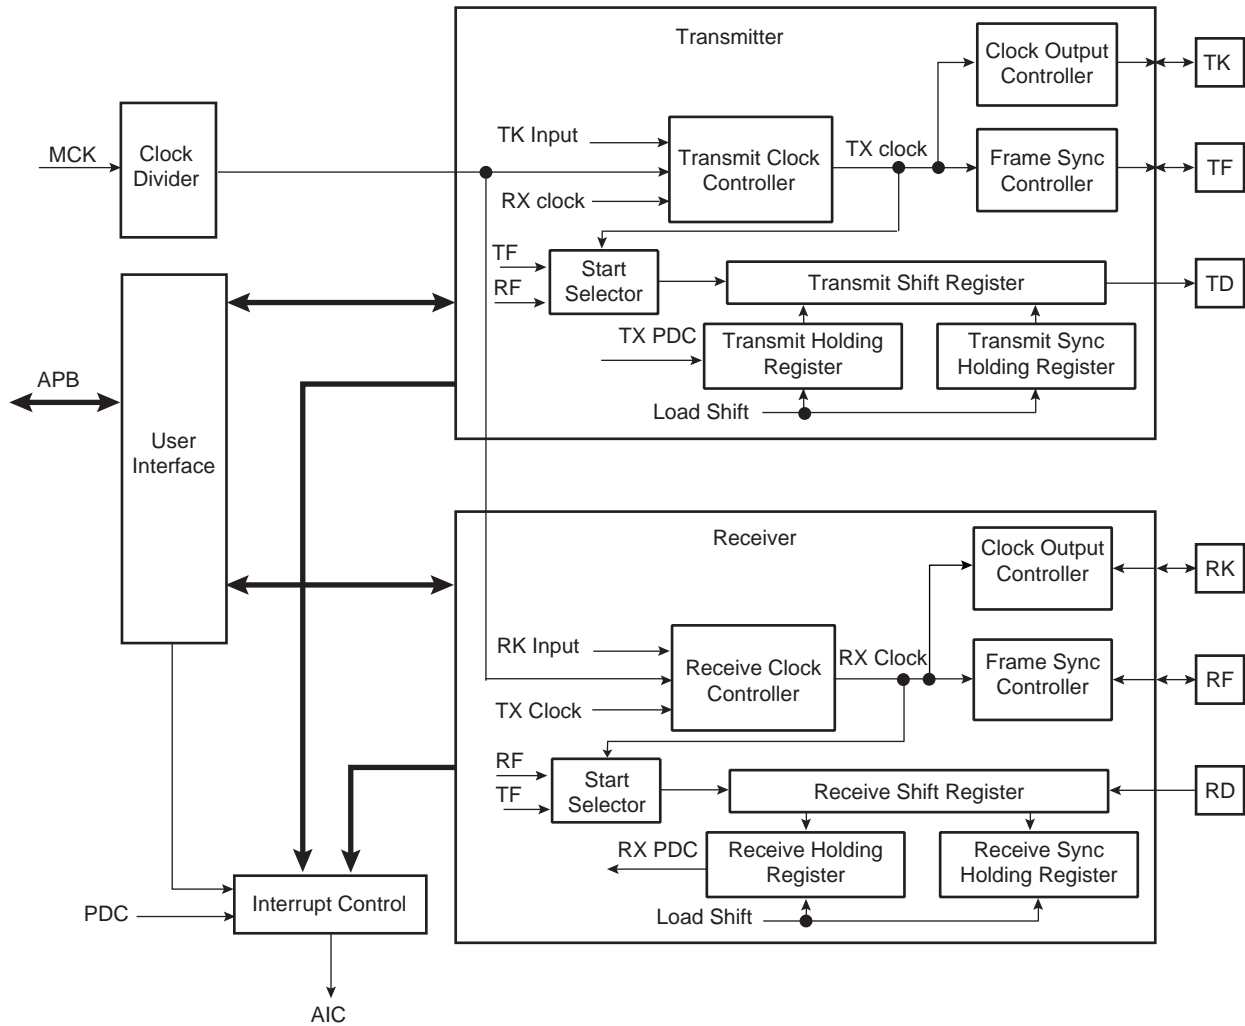 Transmitter
Clock Output
Controller
TK
MCK
Clock
Divider
TK Input
Transmit Clock
Controller
RX clock
TX clock
Frame Sync
Controller
TF
TF
RF
Start
Selector
Transmit Shift Register
TD
TX PDC
Transmit Holding
Register
Transmit Sync
Holding Register
Load Shift
APB
User
Interface
Receiver
Clock Output
Controller
RK
RK Input
Receive Clock
Controller
TX Clock
RX Clock
Frame Sync
Controller
RF
RF
TF
Start
Selector
Receive Shift Register
RD
RX PDC
Receive Holding
Register
Receive Sync
Holding Register
Load Shift
PDC
Interrupt Control
AIC